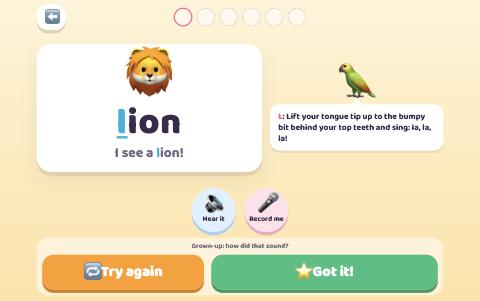 lion
I see a lion!
L: Lift your tongue tip up to the bumpy
bit behind your top teeth and sing: la, la,
la!
Hear it
Record me
Grown-up: how did that sound?
Try again
Got it!